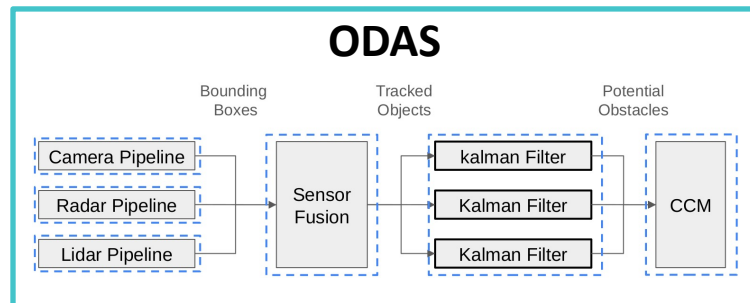 ODAS
Bounding
Boxes
Tracked
Objects
Potential
Obstacles
Camera Pipeline
Radar Pipeline
Lidar Pipeline
Sensor
Fusion
kalman Filter
Kalman Filter
Kalman Filter
CCM